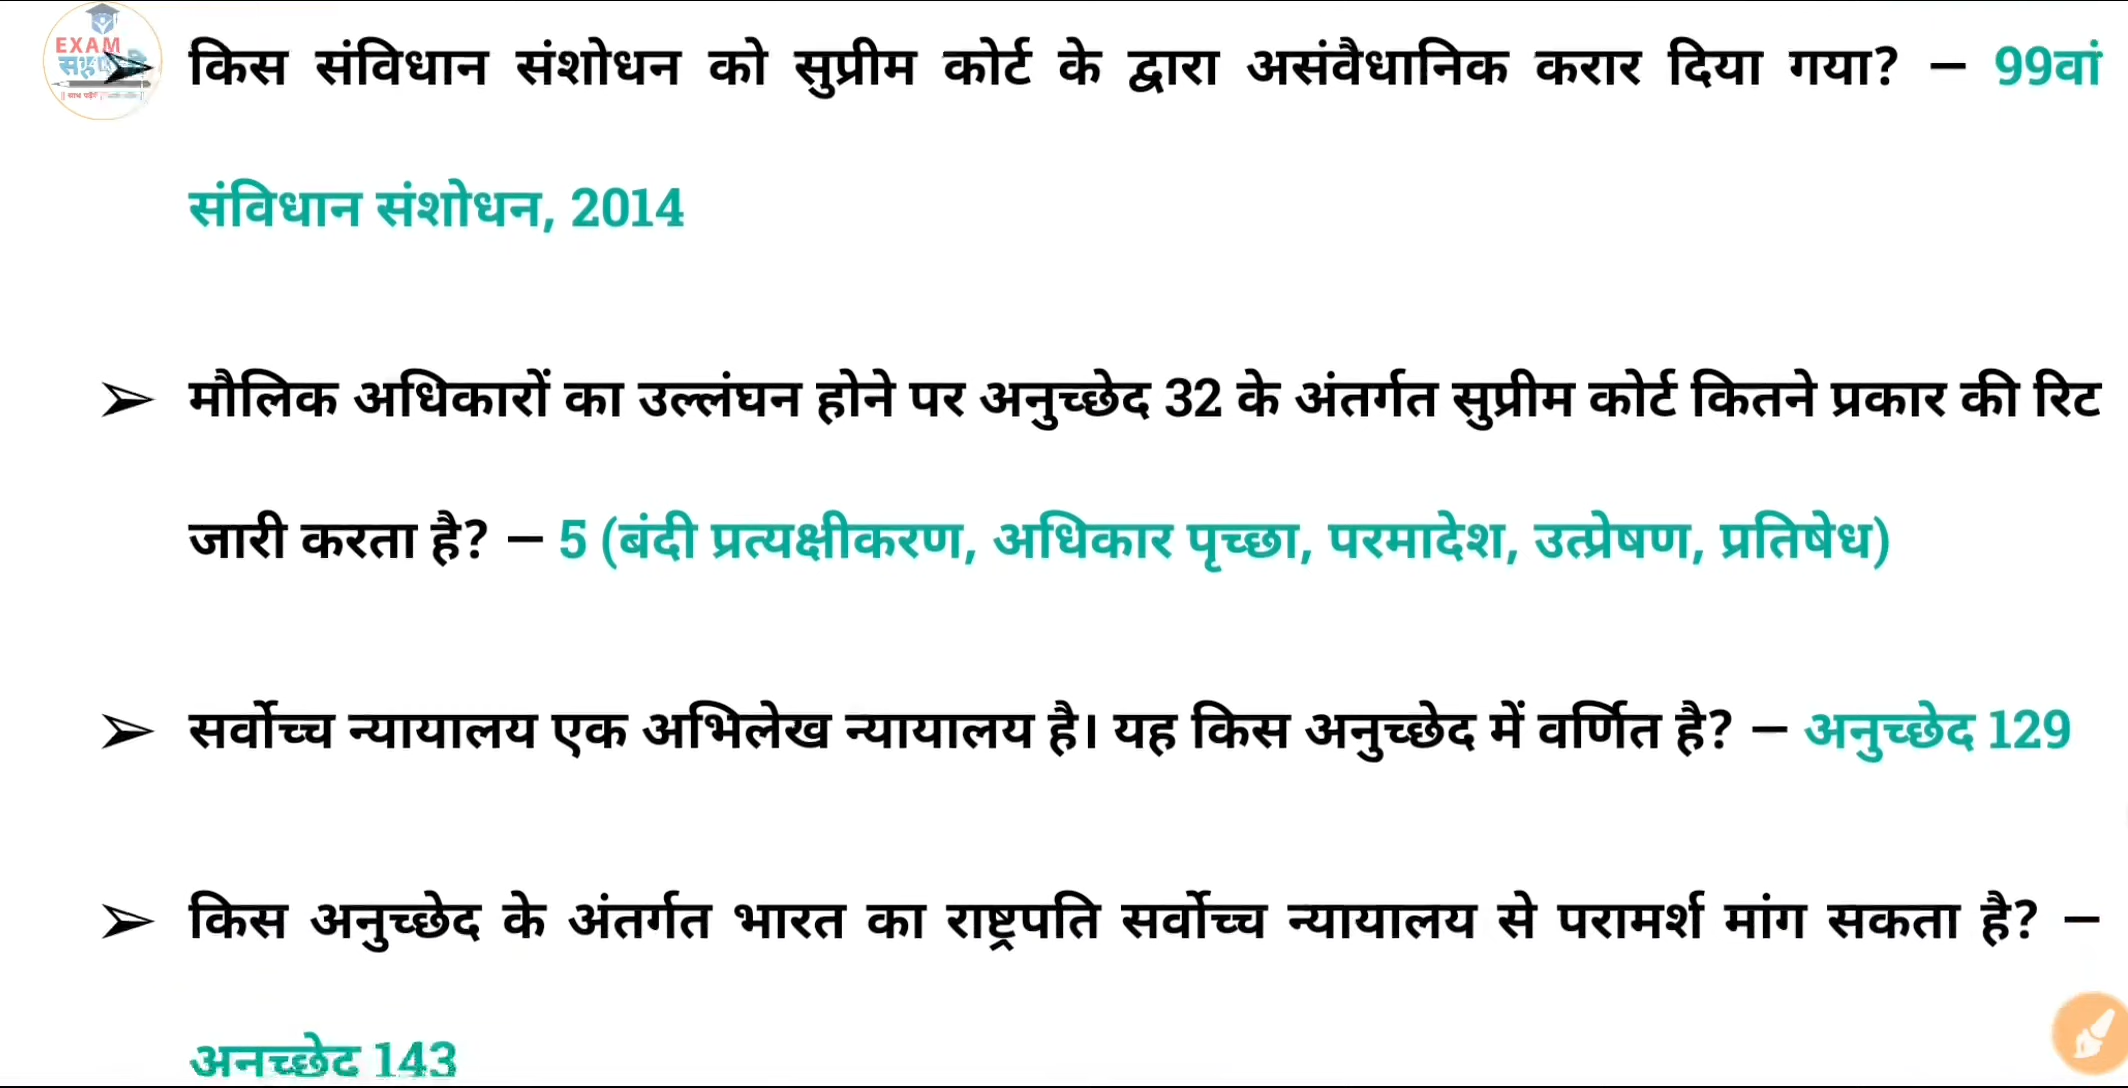 EXAM
किस संविधान संशोधन को सुप्रीम कोर्ट के द्वारा असंवैधानिक करार दिया गया? – 99वां
संविधान संशोधन, 2014
मौलिक अधिकारों का उल्लंघन होने पर अनुच्छेद 32 के अंतर्गत सुप्रीम कोर्ट कितने प्रकार की रिट
जारी करता है? – 5 (बंदी प्रत्यक्षीकरण, अधिकार पृच्छा, परमादेश, उत्प्रेषण, प्रतिषेध)
सर्वोच्च न्यायालय एक अभिलेख न्यायालय है। यह किस अनुच्छेद में वर्णित है? – अनुच्छेद 129
किस अनुच्छेद के अंतर्गत भारत का राष्ट्रपति सर्वोच्च न्यायालय से परामर्श मांग सकता है? –
अनुच्छेद 143